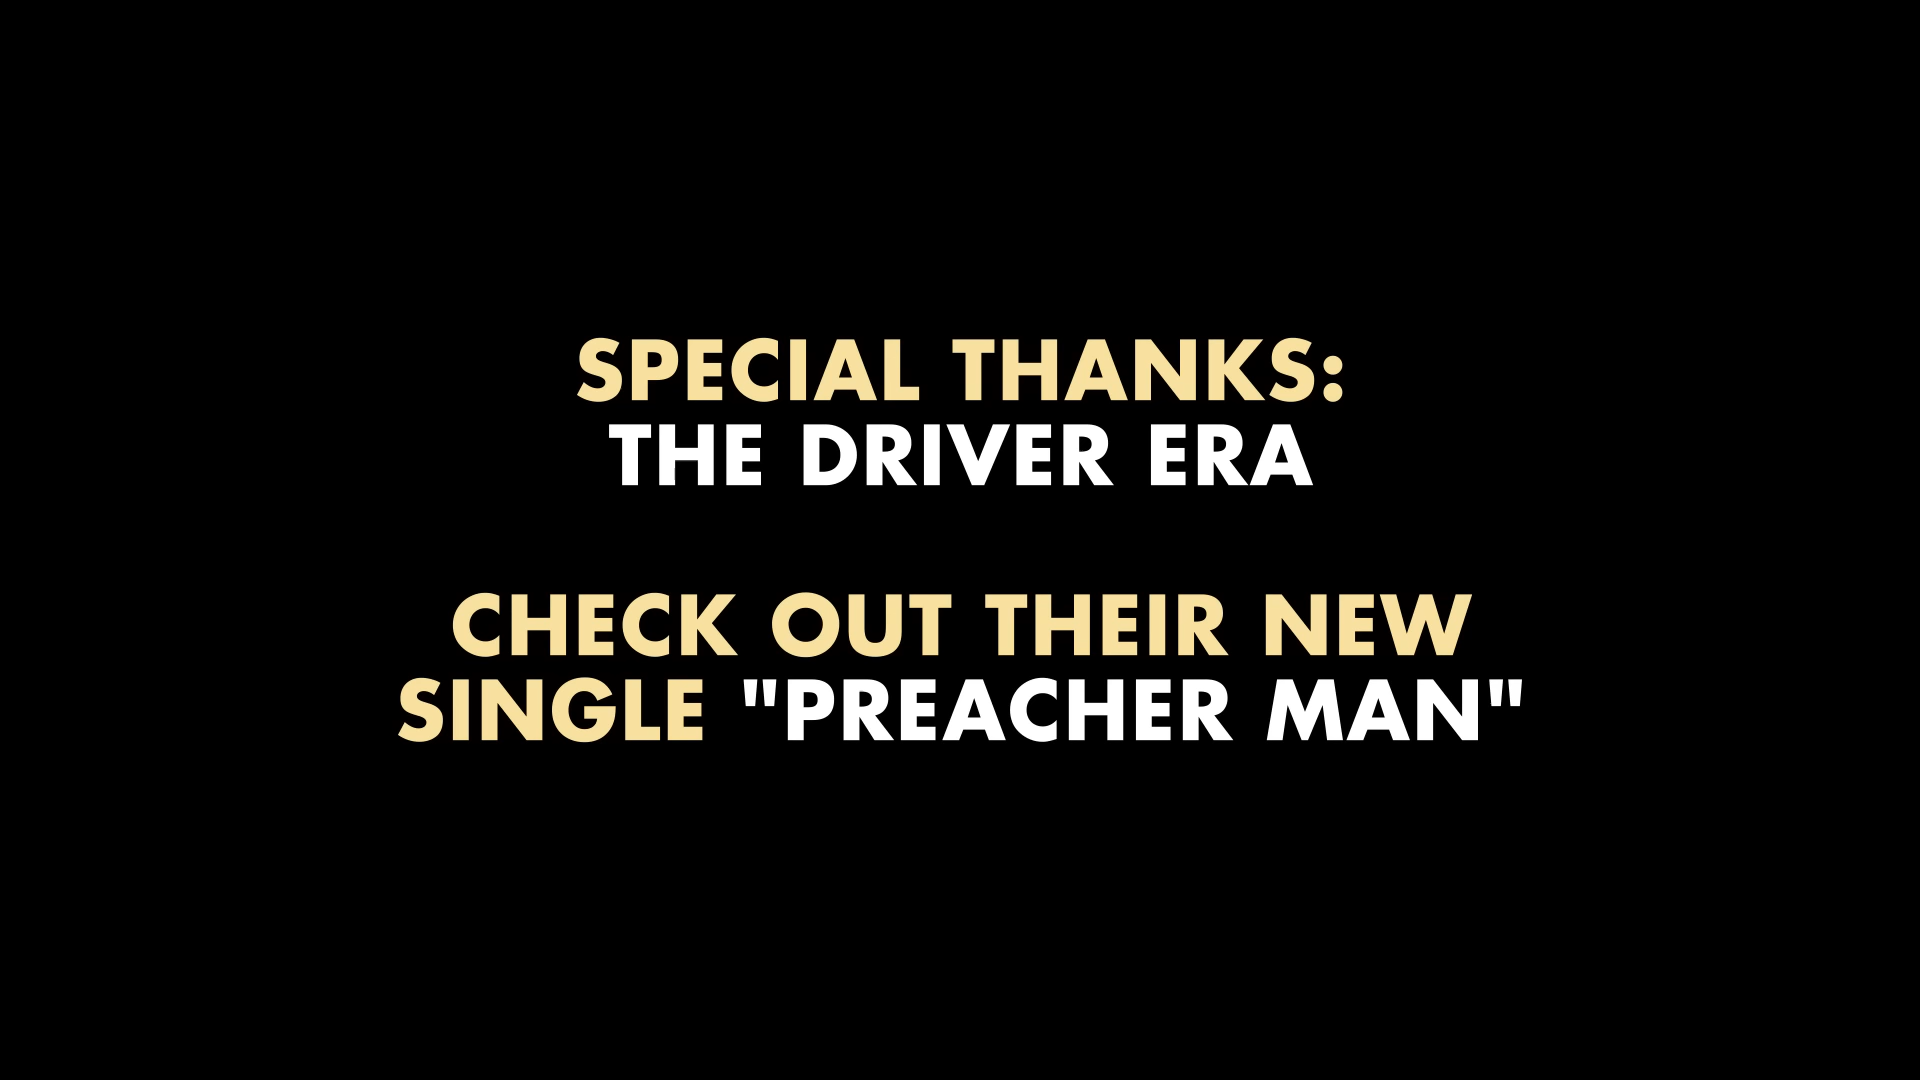 SPECIAL THANKS:
THE DRIVER ERA
CHECK OUT THEIR NEW
SINGLE "PREACHER MAN"